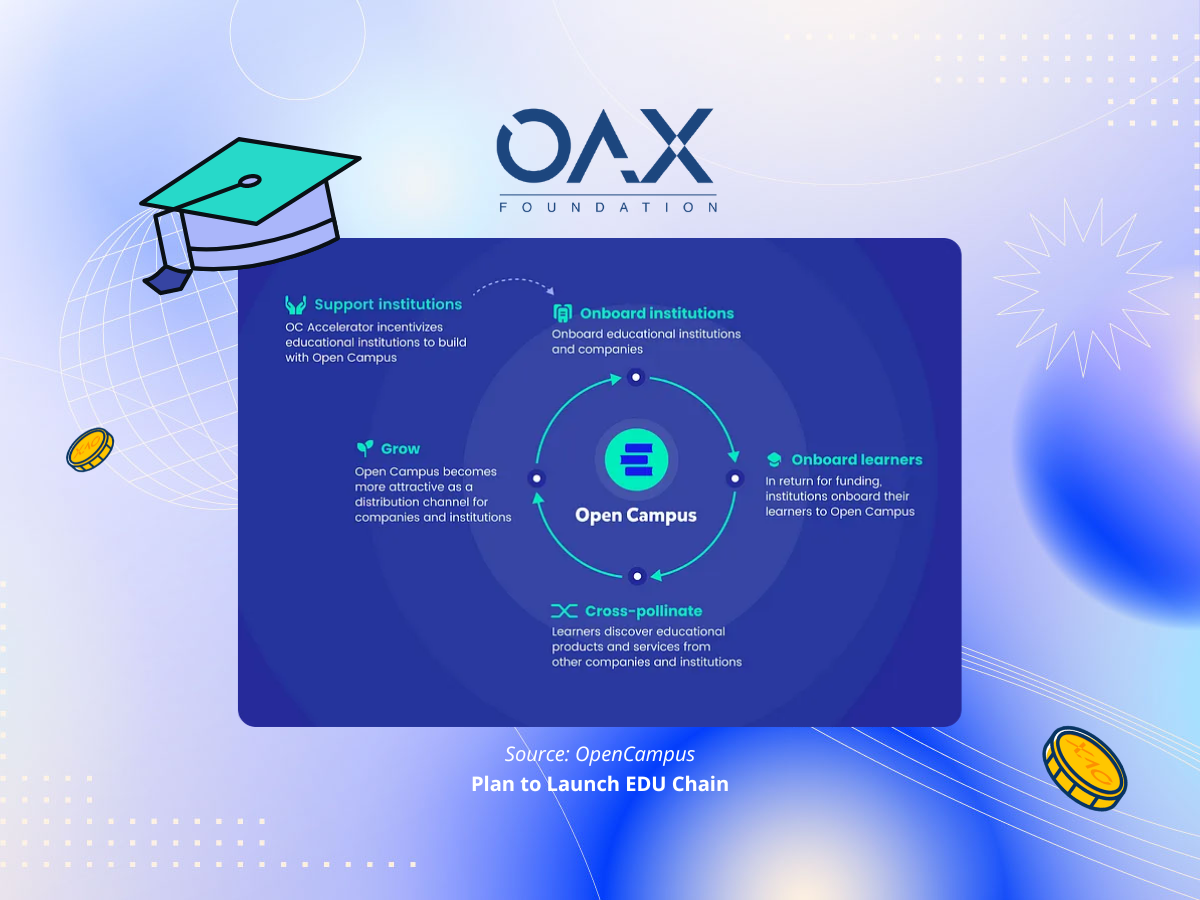 OAX
FOUNDATION
Support institutions
OC Accelerator incentivizes
educational institutions to build
with Open Campus
Onboard institutions
Onboard educational institutions
and companies
Grow
Open Campus becomes
more attractive as a
distribution channel for
companies and institutions
Open Campus
Onboard learners
In return for funding,
institutions onboard their
learners to Open Campus
Cross-pollinate
Learners discover educational
products and services from
other companies and institutions
Source: OpenCampus
Plan to Launch EDU Chain